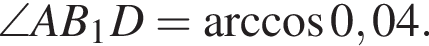 ∠AB₁D = arccos 0,04.